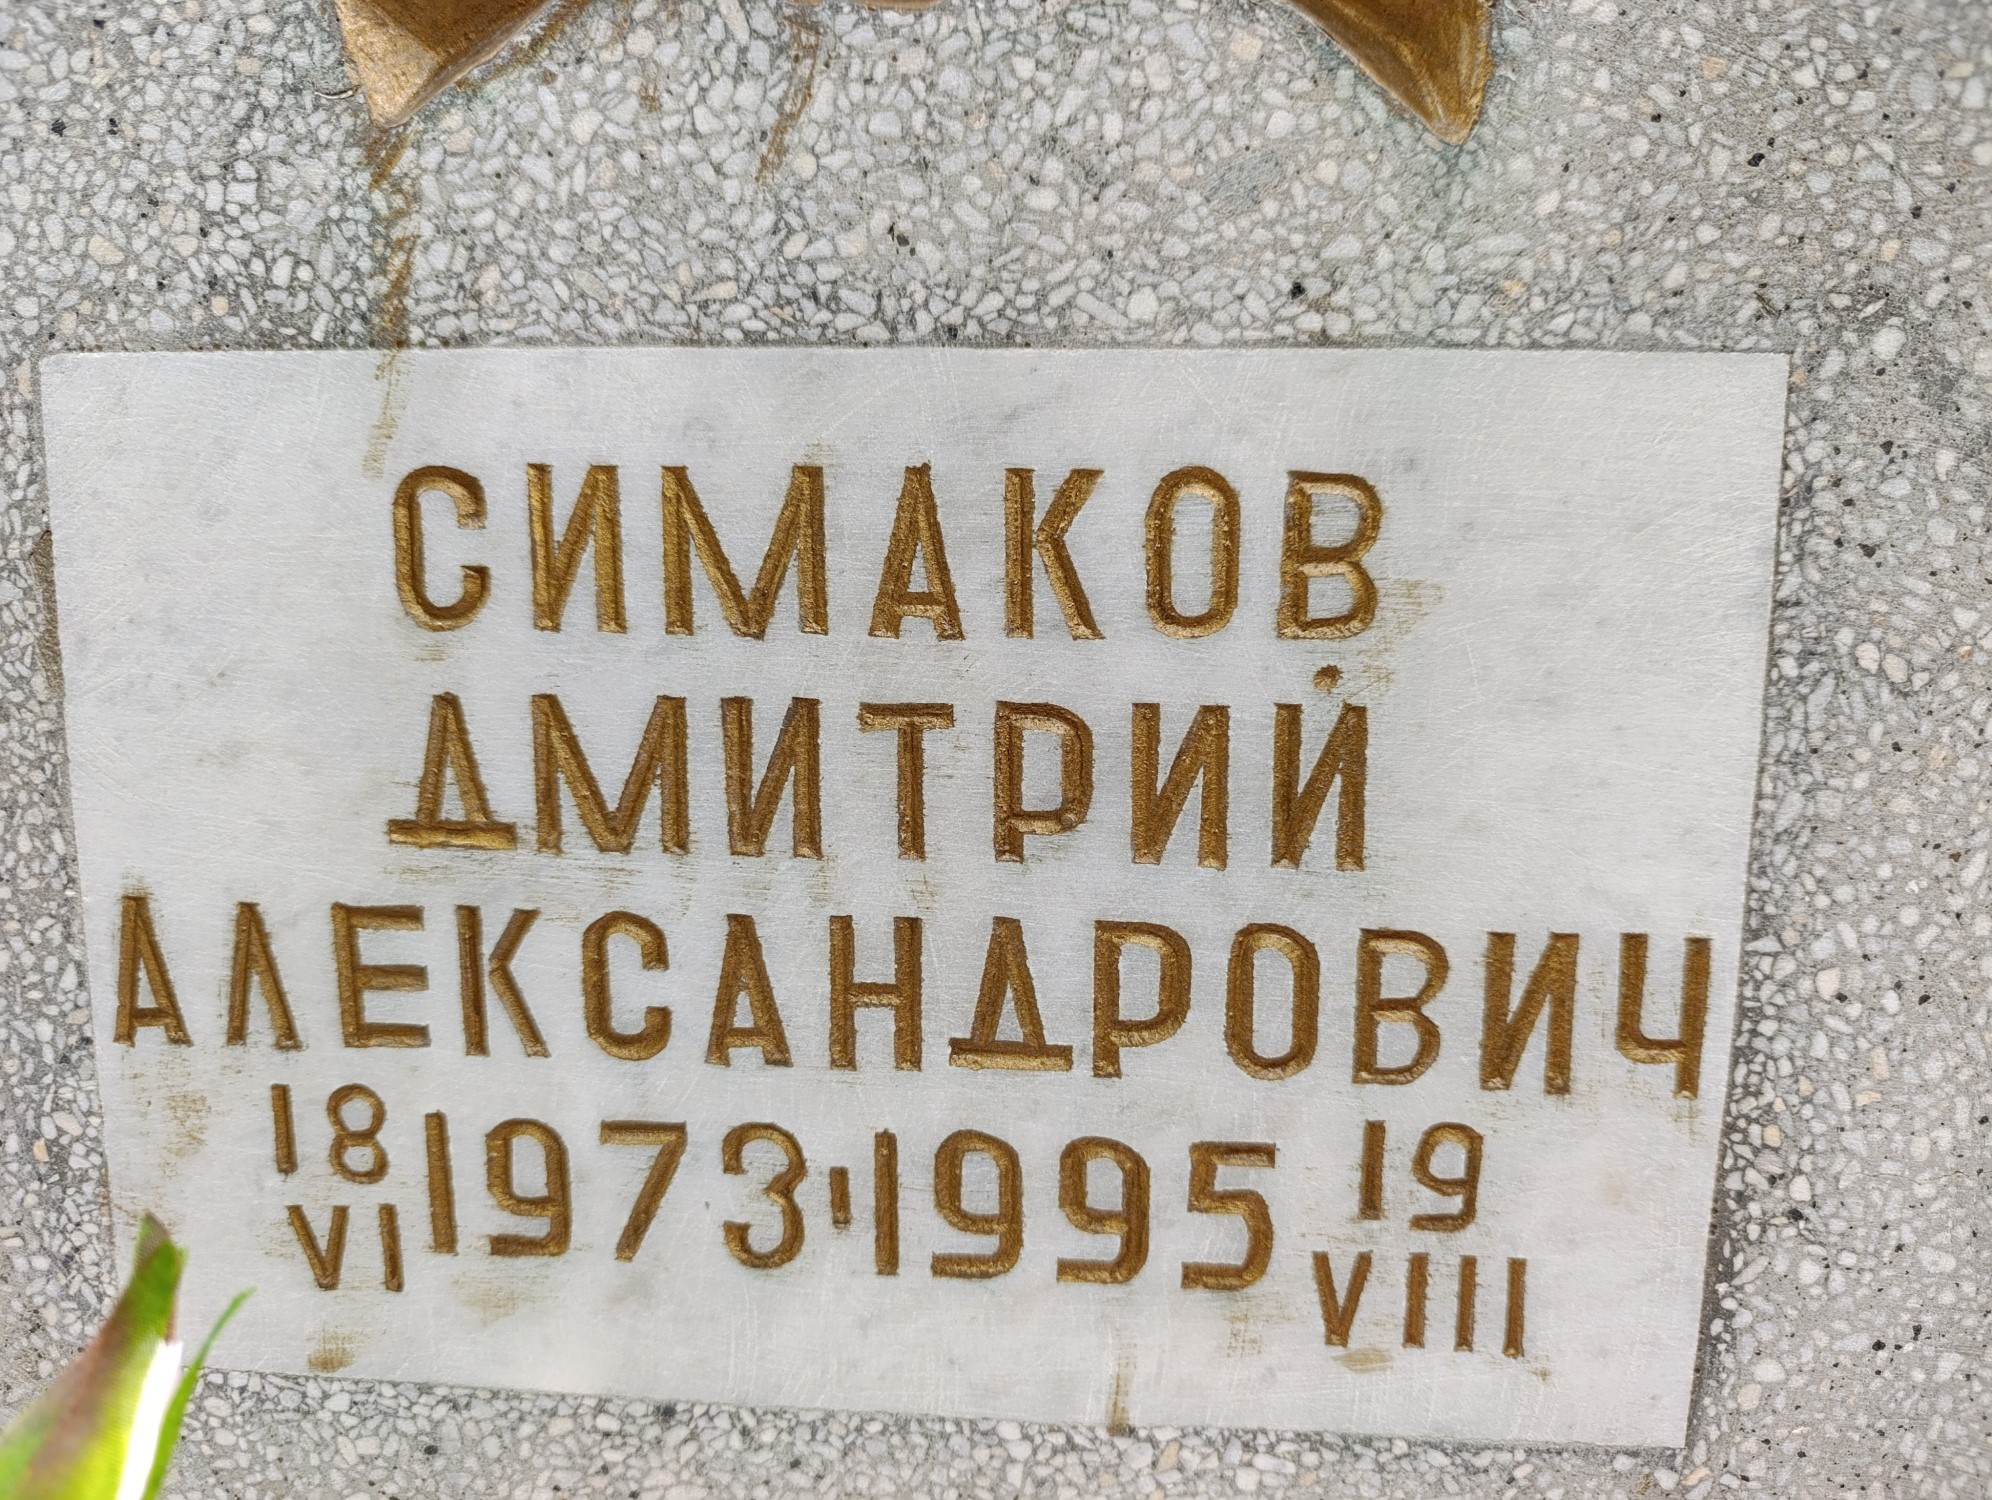 СИМАКОВ
ДМИТРИЙ
АЛЕКСАНДРОВИЧ
18 VI 1973-1995 19 VIII